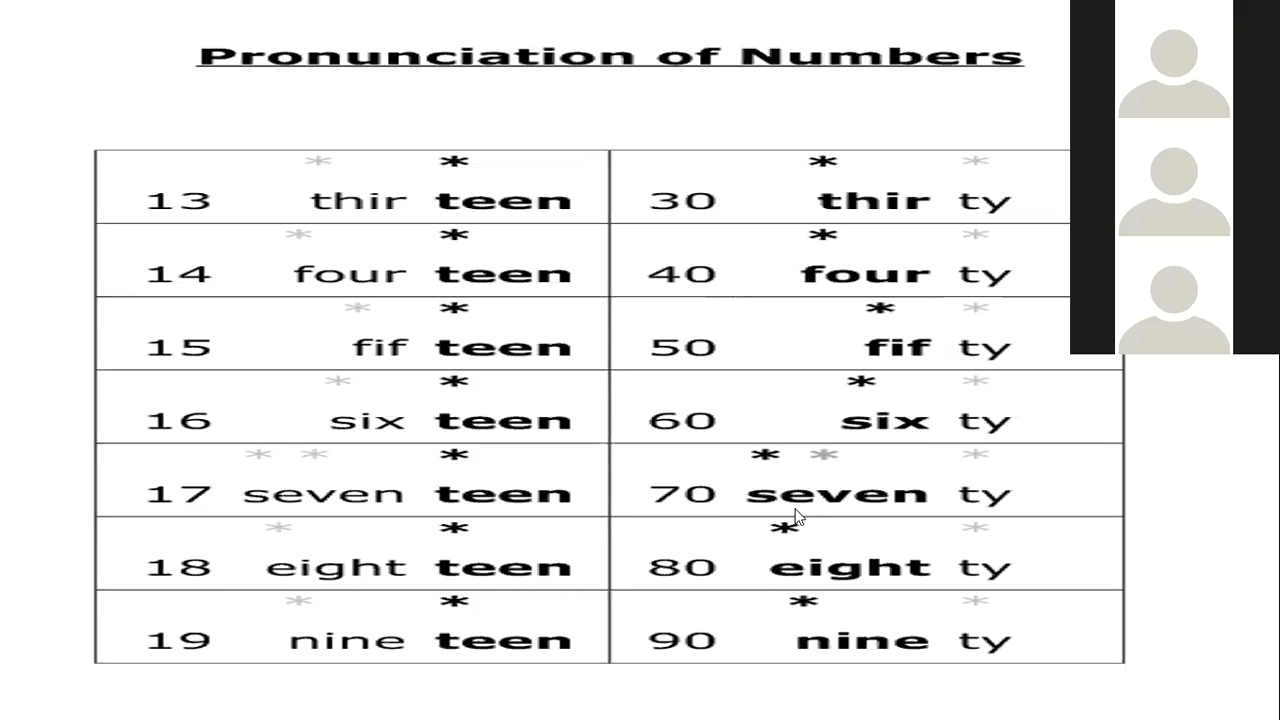 Pronunciation of Numbers
* * * *
13 thir teen 30 thir ty
* * * *
14 four teen 40 four ty
* * * *
15 fif teen 50 fif ty
* * * *
16 six teen 60 six ty
* * * * * *
17 seven teen 70 seven ty
* * * *
18 eight teen 80 eight ty
* * * *
19 nine teen 90 nine ty